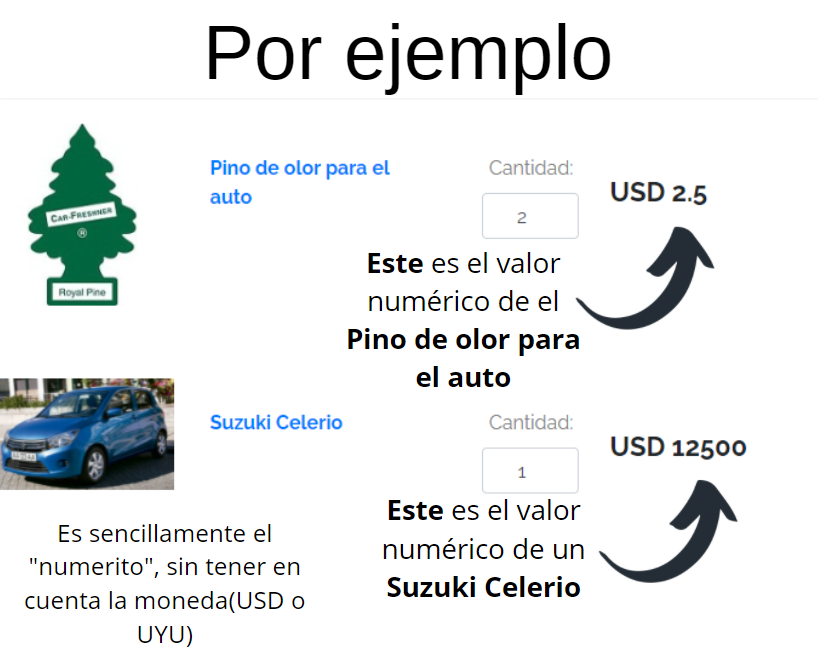 Por ejemplo
CAR-FRESHNER
®
Royal Pine
Pino de olor para el
auto
Cantidad:
2
USD 2.5
Este es el valor
numérico de el
Pino de olor para
el auto
Suzuki Celerio
Cantidad:
1
USD 12500
Este es el valor
numérico de un
Suzuki Celerio
Es sencillamente el
"numerito", sin tener en
cuenta la moneda(USD o
UYU)